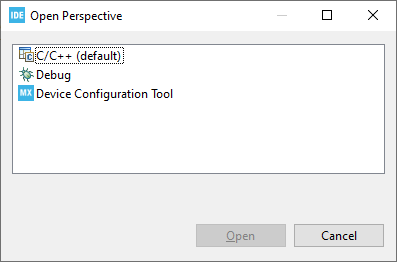 IDE Open Perspective
C/C++ (default)
Debug
MX Device Configuration Tool
Open Cancel